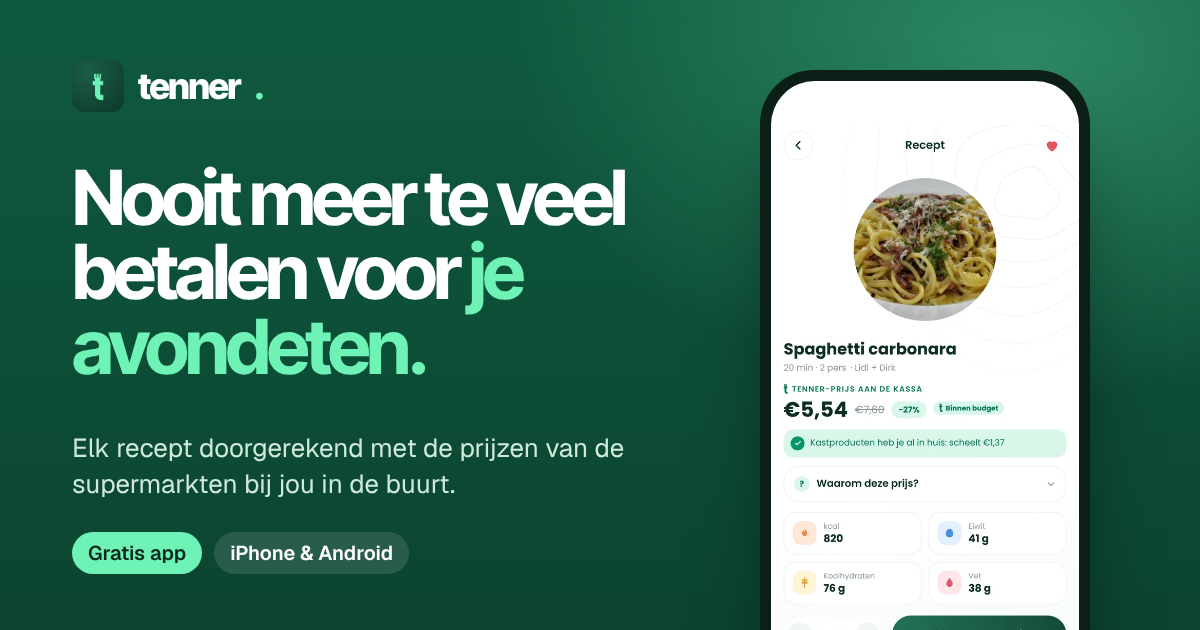 t tenner .
Nooit meer te veel
betalen voor je
avondeten.
Elk recept doorgerekend met de prijzen van de
supermarkten bij jou in de buurt.
Gratis app
iPhone & Android
Recept
Spaghetti carbonara
20 min · 2 pers · Lidl + Dirk
t TENNER-PRIJS AAN DE KASSA
€5,54 €7,60 -27% t Binnen budget
Kastproducten heb je al in huis: scheelt €1,37
? Waarom deze prijs?
kcal
820
Eiwit
41 g
Koolhydraten
76 g
Vet
38 g